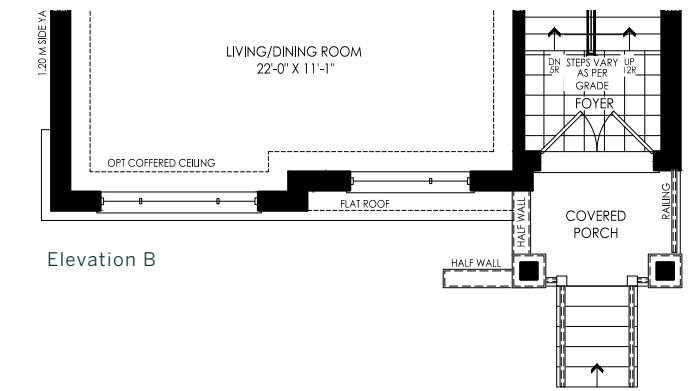 1.20 M SIDE YA
LIVING/DINING ROOM
22'-0" X 11'-1"
DN
5R
STEPS VARY
AS PER
GRADE
UP
12R
FOYER
OPT COFFERED CEILING
FLAT ROOF
HALF WALL
COVERED
PORCH
RAILING
Elevation B
HALF WALL